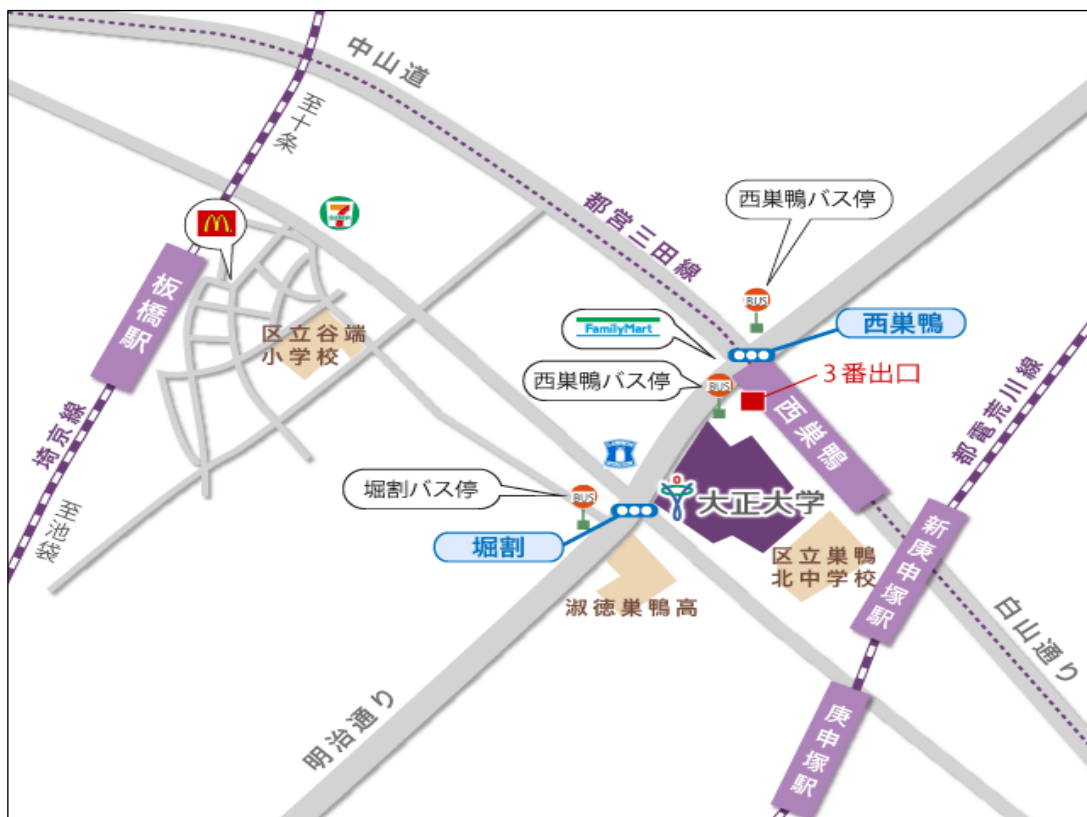 中山道
至十条
西巣鴨バス停
都営三田線
7
ELEVEN
板橋駅
BUS
西巣鴨
FamilyMart
区立谷端
小学校
西巣鴨バス停
BUS
3番出口
西巣鴨
都電荒川線
埼京線
堀割バス停
BUS
大正大学
至池袋
堀割
区立巣鴨
北中学校
新庚申塚駅
淑徳巣鴨高
白山通り
明治通り
庚申塚駅